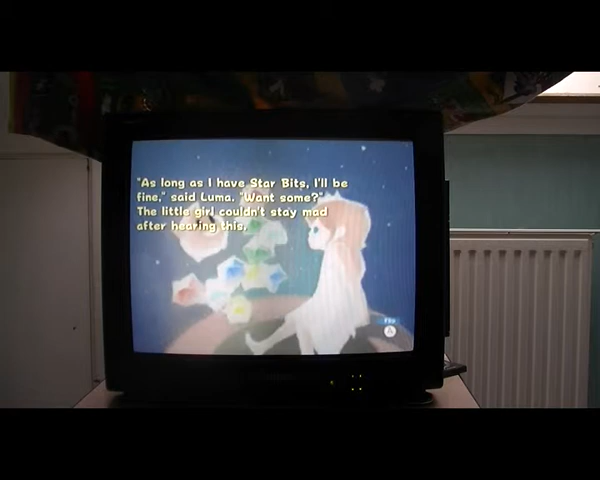 "As long as I have Star Bits, I'll be
fine," said Luma. "Want some?"
The little girl couldn't stay mad
after hearing this.
A